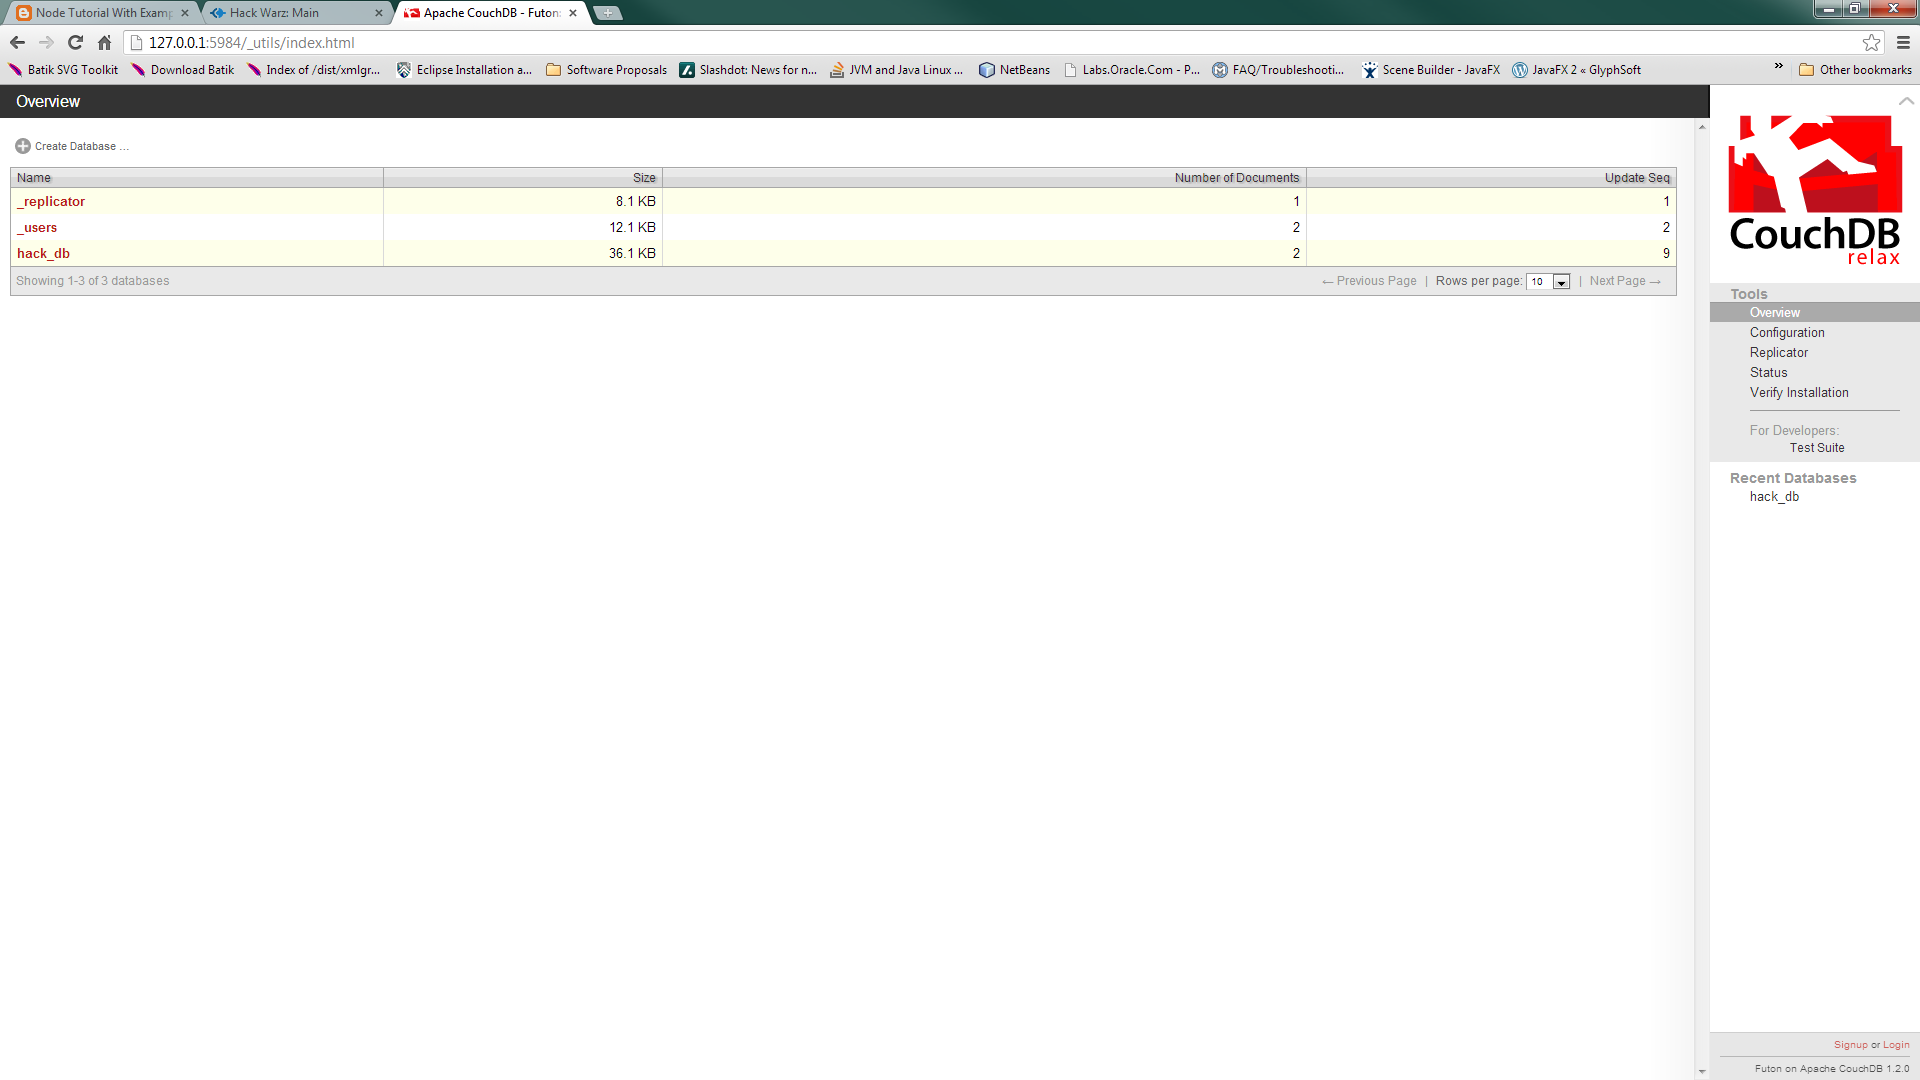 Node Tutorial With Examp
Hack Warz: Main
Apache CouchDB - Futon:
127.0.0.1:5984/_utils/index.html
Batik SVG Toolkit
Download Batik
Index of /dist/xmlgr...
Eclipse Installation a...
Software Proposals
Slashdot: News for n...
JVM and Java Linux ...
NetBeans
Labs.Oracle.Com - P...
FAQ/Troubleshooti...
Scene Builder - JavaFX
JavaFX 2 « GlyphSoft
»
Other bookmarks
Overview
Create Database ...
Name Size Number of Documents Update Seq
_replicator 8.1 KB 1 1
_users 12.1 KB 2 2
hack_db 36.1 KB 2 9
Showing 1-3 of 3 databases ← Previous Page | Rows per page: 10 | Next Page →
CouchDB
relax
Tools
Overview
Configuration
Replicator
Status
Verify Installation
For Developers:
Test Suite
Recent Databases
hack_db
Signup or Login
Futon on Apache CouchDB 1.2.0